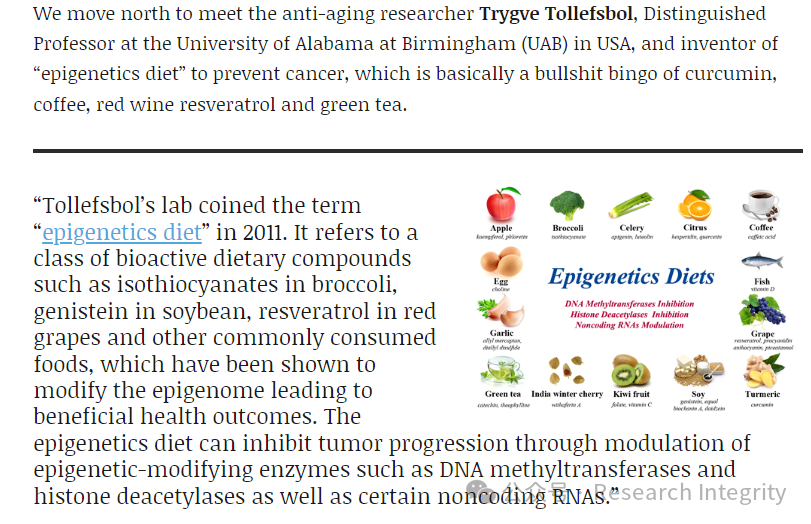 We move north to meet the anti-aging researcher Trygve Tollefsbol, Distinguished
Professor at the University of Alabama at Birmingham (UAB) in USA, and inventor of
“epigenetics diet” to prevent cancer, which is basically a bullshit bingo of curcumin,
coffee, red wine resveratrol and green tea.
“Tollefsbol’s lab coined the term
“epigenetics diet” in 2011. It refers to a
class of bioactive dietary compounds
such as isothiocyanates in broccoli,
genistein in soybean, resveratrol in red
grapes and other commonly consumed
foods, which have been shown to
modify the epigenome leading to
beneficial health outcomes. The
epigenetics diet can inhibit tumor progression through modulation of
epigenetic-modifying enzymes such as DNA methyltransferases and
histone deacetylases as well as certain noncoding RNAS.”
Apple
kaempferol, phloretin
Broccoli
isothiocyanate
Celery
apigenin, luteolin
Citrus
hesperidin, quercetin
Coffee
caffeic acid
Egg
choline
Epigenetics Diets
DNA Methyltransferases Inhibition
Histone Deacetylases Inhibition
Noncoding RNAs Modulation
Fish
vitamin D
Garlic
allyl mercaptan,
diallyl disulfide
Grape
resveratrol, procyanidin
anthocyanin, pterostannol
Green tea
catechin, theophylline
India winter cherry
withaferin A
Kiwi fruit
folate, vitamin C
Soy
genistein, equol
biochanin A, daidzein
Turmeric
curcumin
公众号 · Research Integrity